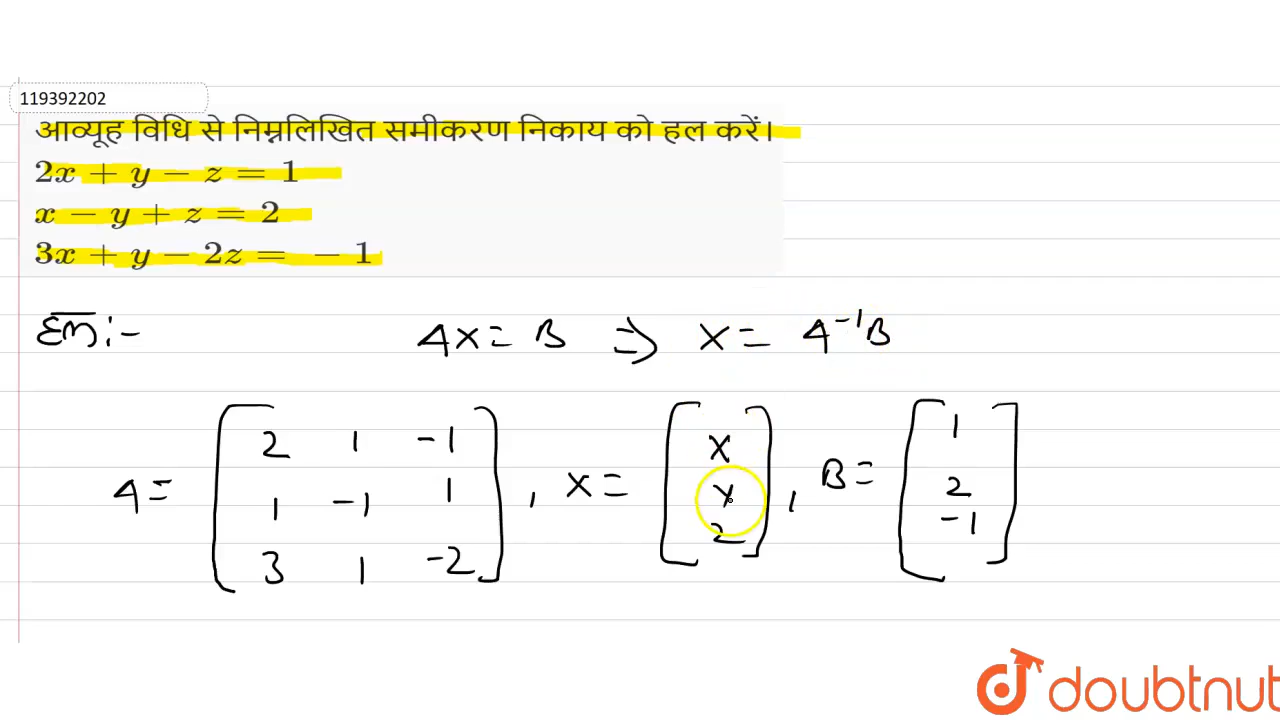 119392202
आव्यूह विधि से निम्नलिखित समीकरण निकाय को हल करें।
2x + y − z = 1
x − y + z = 2
3x + y − 2z = −1
हल :- AX = B ⇒ X = A⁻¹B
A = [2 1 -1
1 -1 1
3 1 -2] , X = [x
y
z] , B = [1
2
-1]
doubtnut